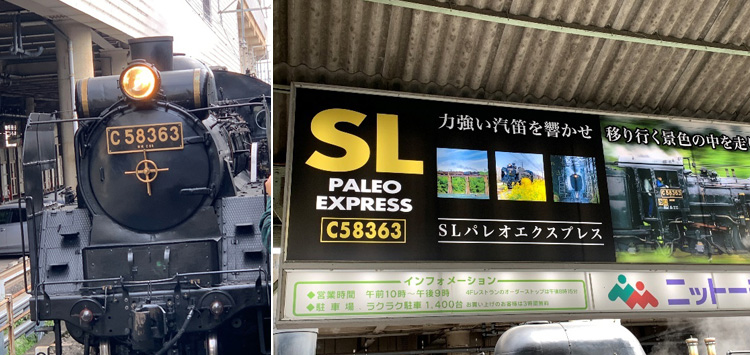 C58363
SL
PALEO
EXPRESS
C58363
力強い汽笛を響かせ
SLパレオエクスプレス
移り行く景色の中を走り
C58363
インフォメーション
◆営業時間 午前10時〜午後9時
◆駐車場 ラクラク駐車1,400台
ニットー